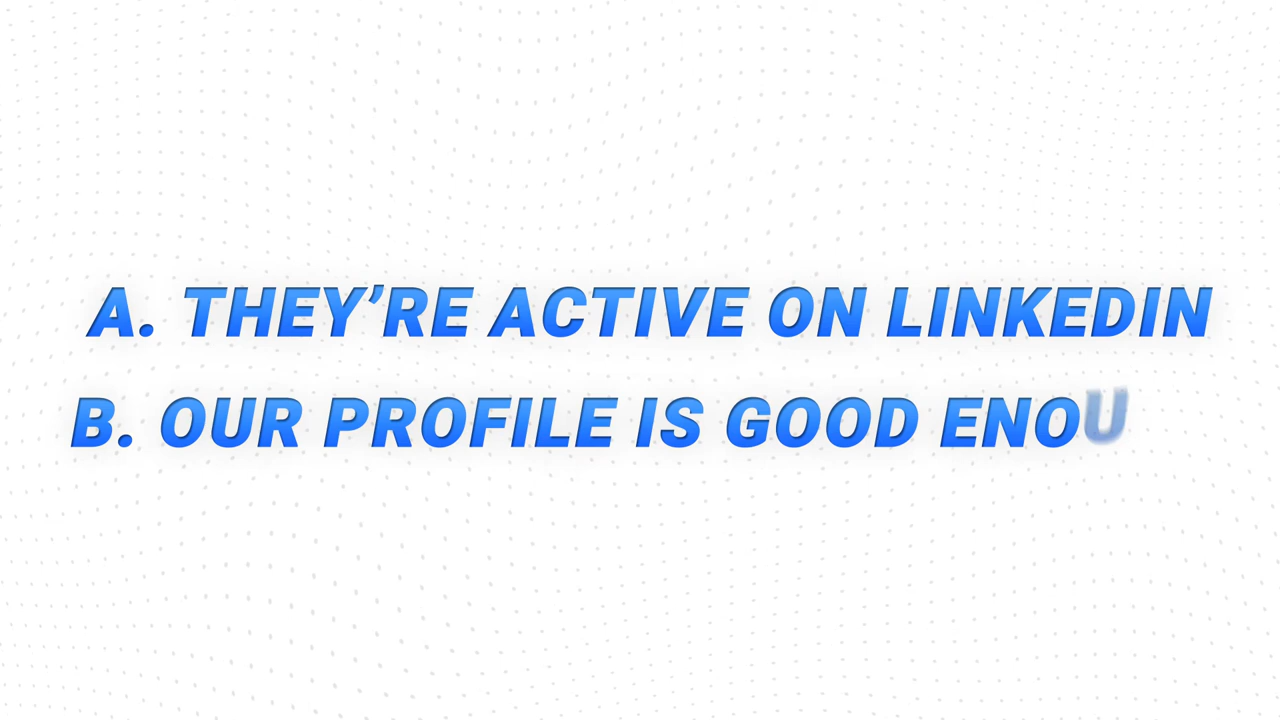 A. THEY’RE ACTIVE ON LINKEDIN
B. OUR PROFILE IS GOOD ENOU